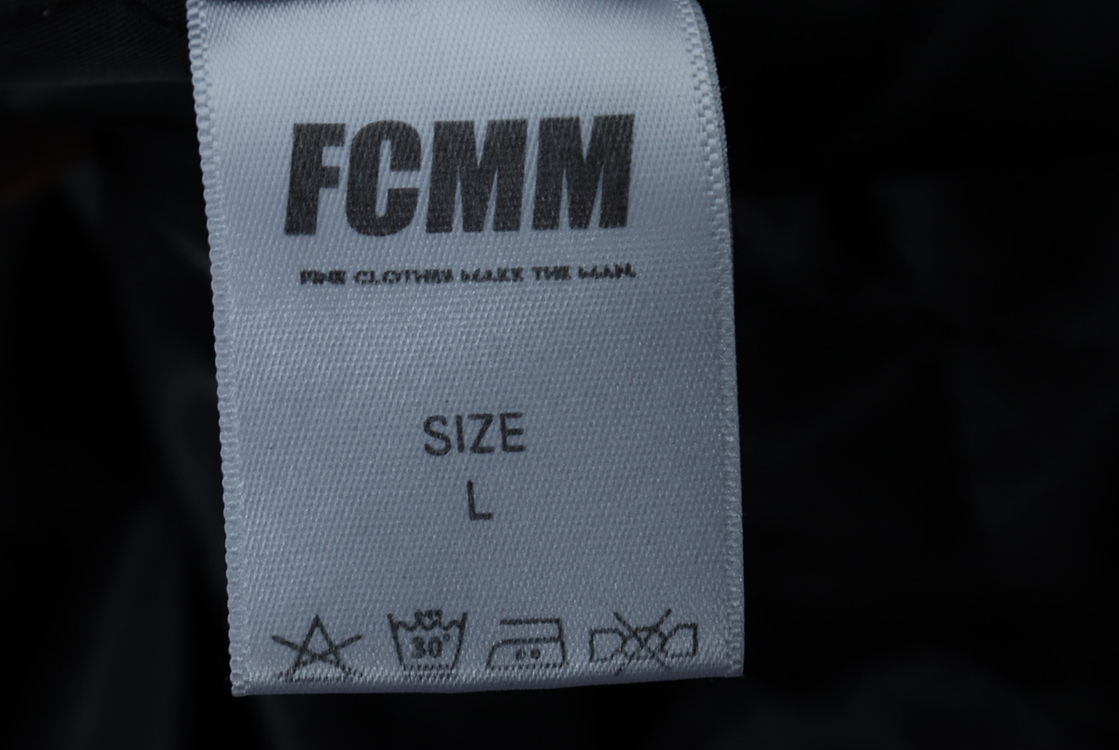 FCMM
FINE CLOTHES MAKE THE MAN.
SIZE
L
30°